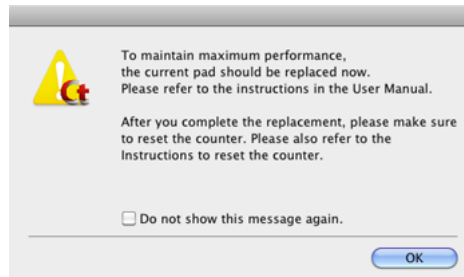 Ct
To maintain maximum performance,
the current pad should be replaced now.
Please refer to the instructions in the User Manual.
After you complete the replacement, please make sure
to reset the counter. Please also refer to the
Instructions to reset the counter.
Do not show this message again.
OK